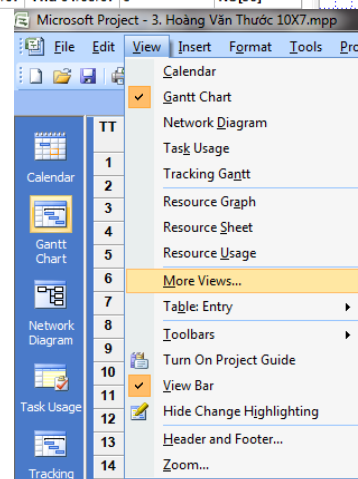 Microsoft Project - 3. Hoàng Văn Thước 10X7.mpp
File Edit View Insert Format Tools
Calendar
Gantt Chart
Network Diagram
Task Usage
Tracking Gantt
Resource Graph
Resource Sheet
Resource Usage
More Views...
Table: Entry
Toolbars
Turn On Project Guide
View Bar
Hide Change Highlighting
Header and Footer...
Zoom...
Calendar
Gantt
Chart
Network
Diagram
Task Usage
Tracking
TT
1
2
3
4
5
6
7
8
9
10
11
12
13
14